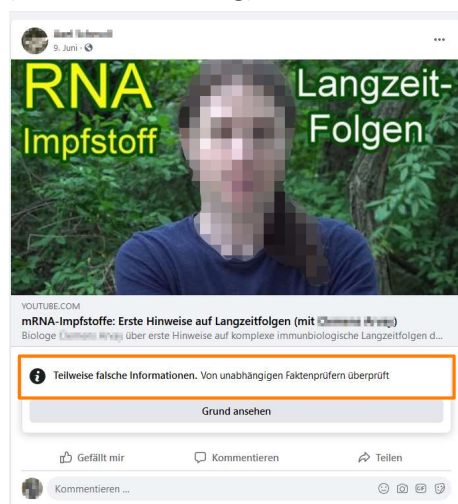 9. Juni
RNA
Impfstoff
Langzeit-
Folgen
YOUTUBE.COM
mRNA-Impfstoffe: Erste Hinweise auf Langzeitfolgen (mit
Biologe über erste Hinweise auf komplexe immunbiologische Langzeitfolgen d...
Teilweise falsche Informationen. Von unabhängigen Faktenprüfern überprüft
Grund ansehen
Gefällt mir Kommentieren Teilen
Kommentieren ...